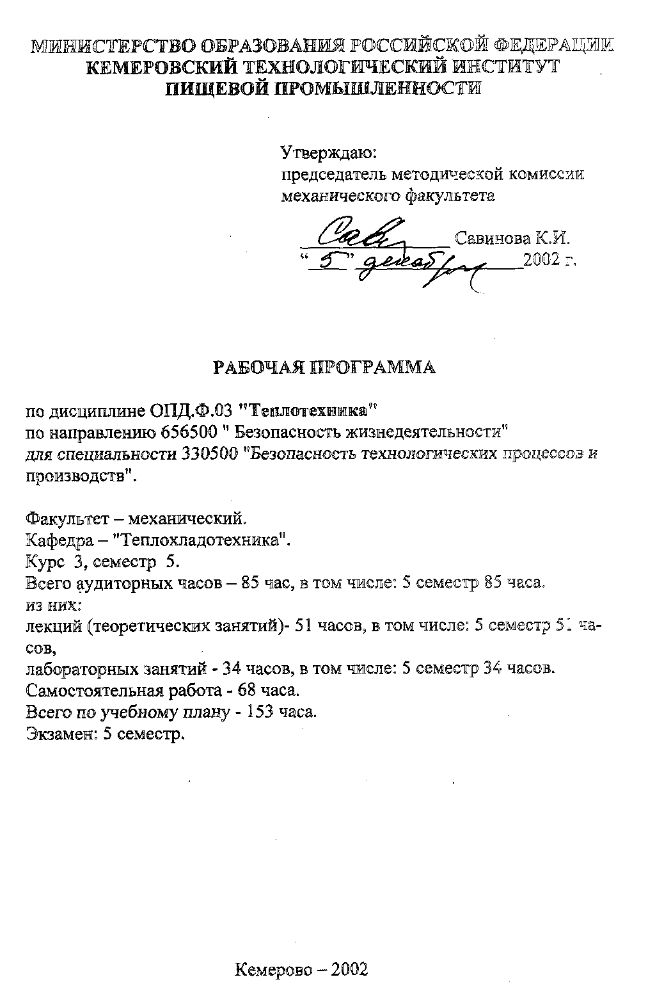 МИНИСТЕРСТВО ОБРАЗОВАНИЯ РОССИЙСКОЙ ФЕДЕРАЦИИ
КЕМЕРОВСКИЙ ТЕХНОЛОГИЧЕСКИЙ ИНСТИТУТ
ПИЩЕВОЙ ПРОМЫШЛЕННОСТИ
Утверждаю:
председатель методической комиссии
механического факультета
Сави Савинова К.И.
“ 5 ” декабря 2002 г.
РАБОЧАЯ ПРОГРАММА
по дисциплине ОПД.Ф.03 "Теплотехника"
по направлению 656500 " Безопасность жизнедеятельности"
для специальности 330500 "Безопасность технологических процессов и
производств".
Факультет – механический.
Кафедра – "Теплохладотехника".
Курс 3, семестр 5.
Всего аудиторных часов – 85 час, в том числе: 5 семестр 85 часа.
из них:
лекций (теоретических занятий)- 51 часов, в том числе: 5 семестр 51 ча-
сов,
лабораторных занятий - 34 часов, в том числе: 5 семестр 34 часов.
Самостоятельная работа - 68 часа.
Всего по учебному плану - 153 часа.
Экзамен: 5 семестр.
Кемерово – 2002